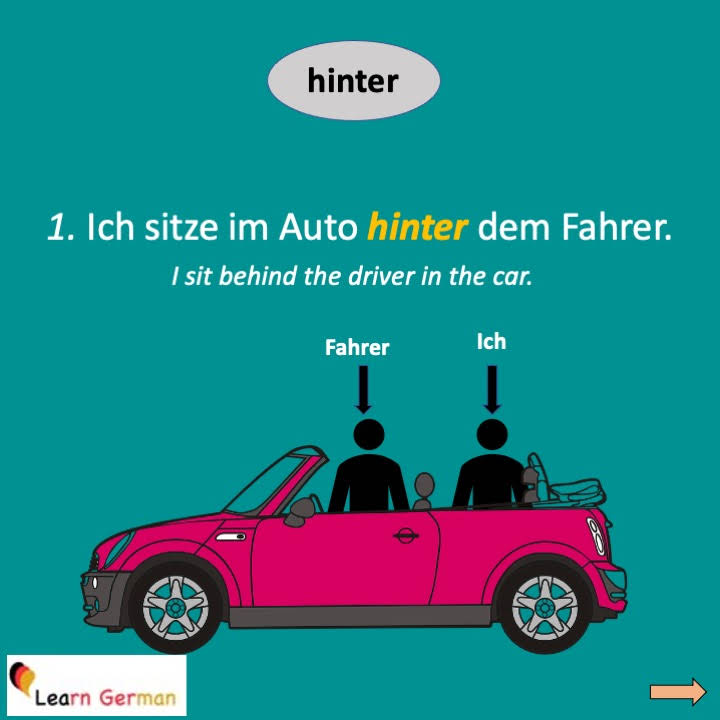 hinter
1. Ich sitze im Auto hinter dem Fahrer.
I sit behind the driver in the car.
Fahrer
Ich
Learn German